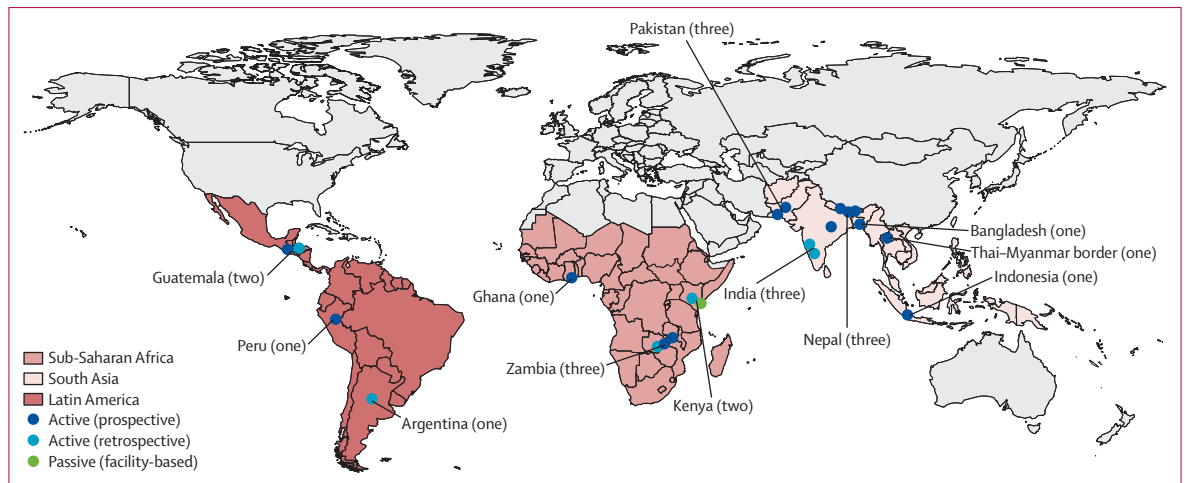 Pakistan (three)
Bangladesh (one)
Thai–Myanmar border (one)
Guatemala (two)
Ghana (one)
India (three)
Indonesia (one)
Peru (one)
Nepal (three)
Zambia (three)
Kenya (two)
Argentina (one)
Sub-Saharan Africa
South Asia
Latin America
Active (prospective)
Active (retrospective)
Passive (facility-based)